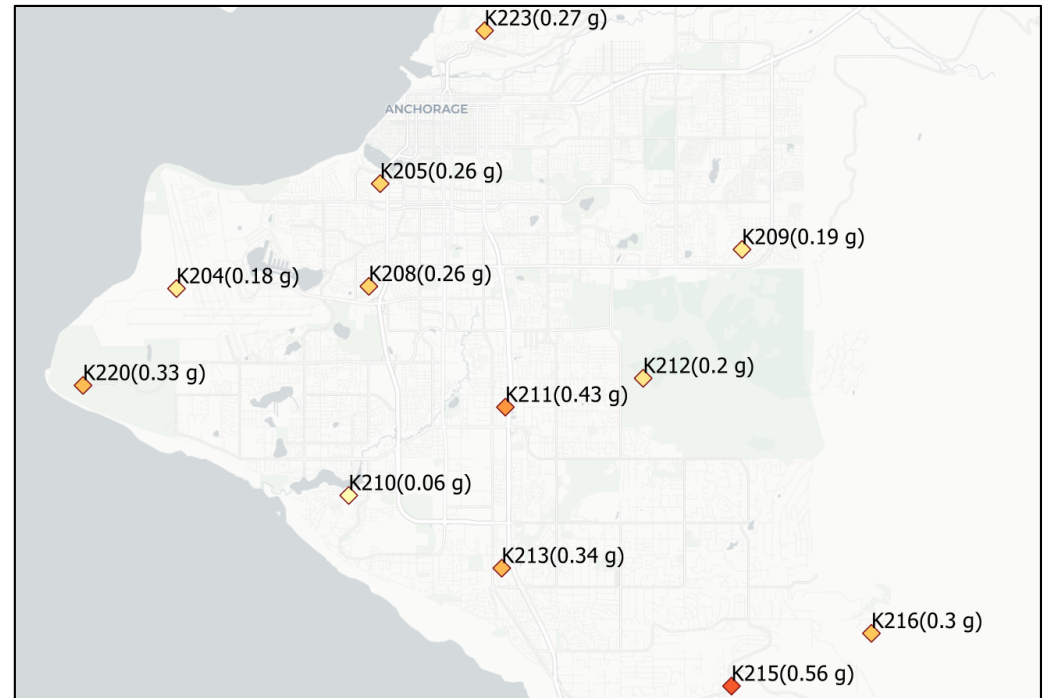 K223(0.27 g)
ANCHORAGE
K205(0.26 g)
K209(0.19 g)
K204(0.18 g)
K208(0.26 g)
K220(0.33 g)
K212(0.2 g)
K211(0.43 g)
K210(0.06 g)
K213(0.34 g)
K216(0.3 g)
K215(0.56 g)